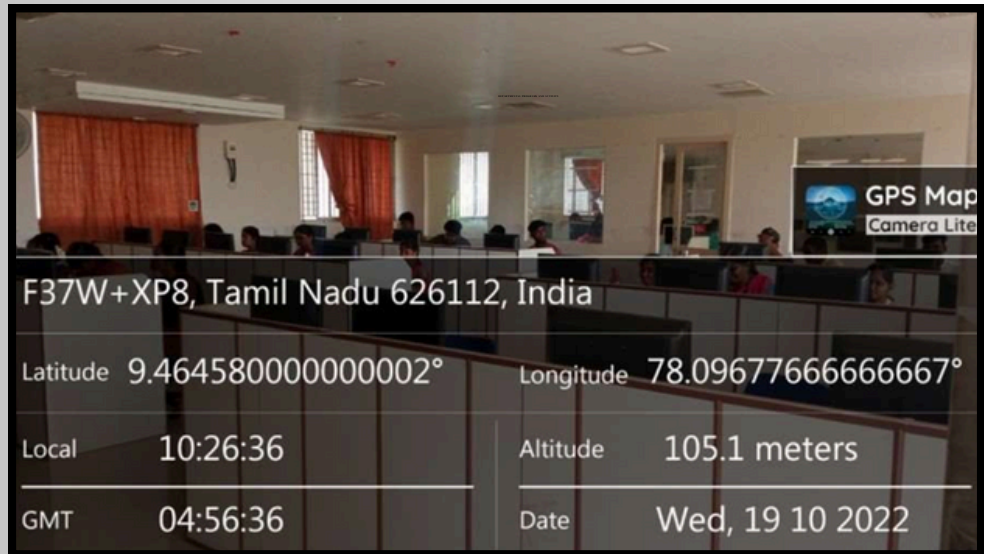 GPS Map
Camera Lite
F37W+XP8, Tamil Nadu 626112, India
Latitude 9.464580000000002° Longitude 78.09677666666667°
Local 10:26:36 Altitude 105.1 meters
GMT 04:56:36 Date Wed, 19 10 2022